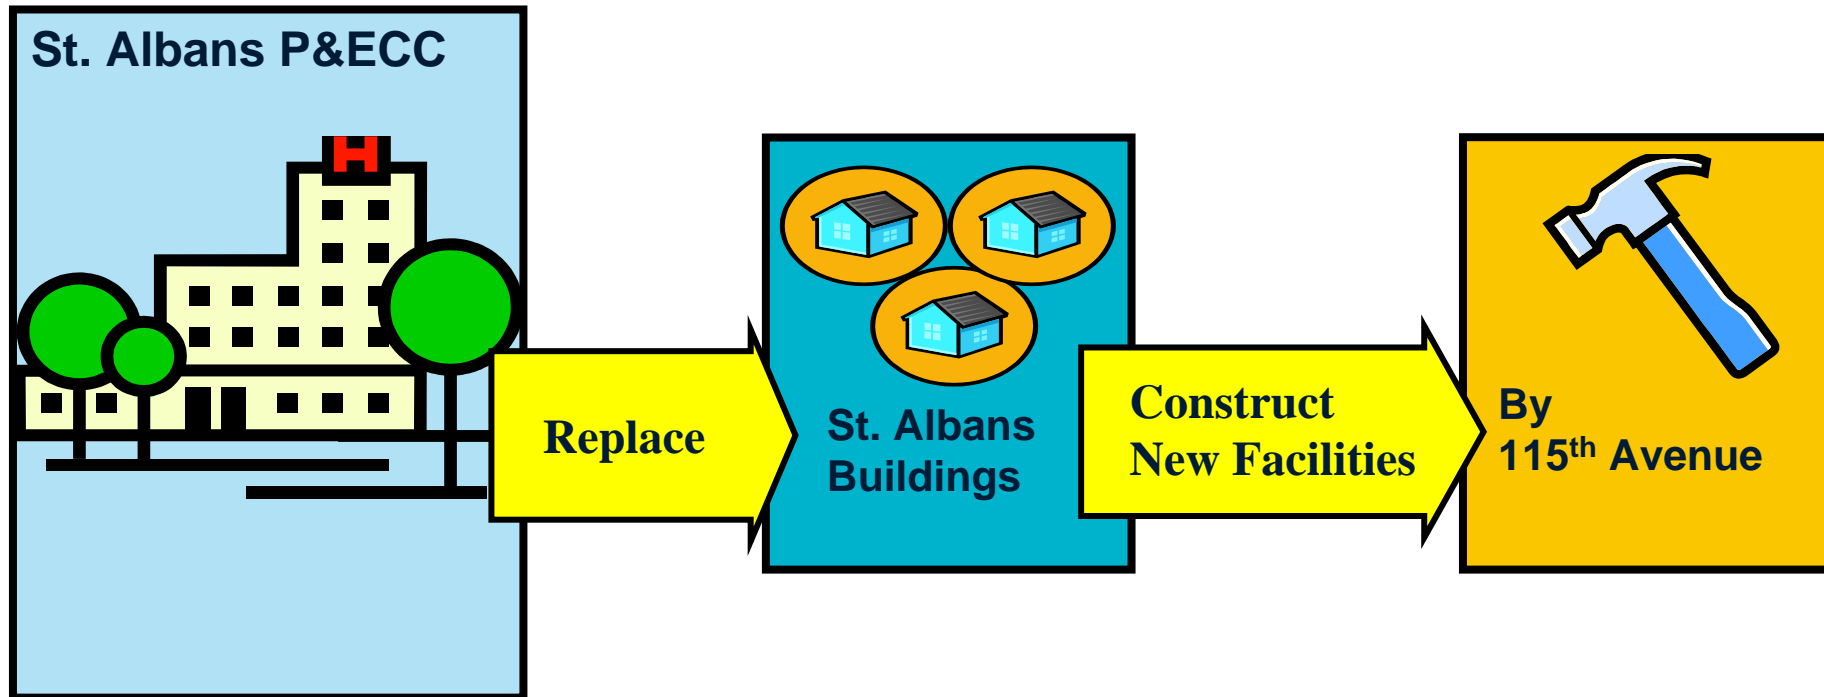 St. Albans P&ECC
H
Replace
St. Albans
Buildings
Construct
New Facilities
By
115th Avenue